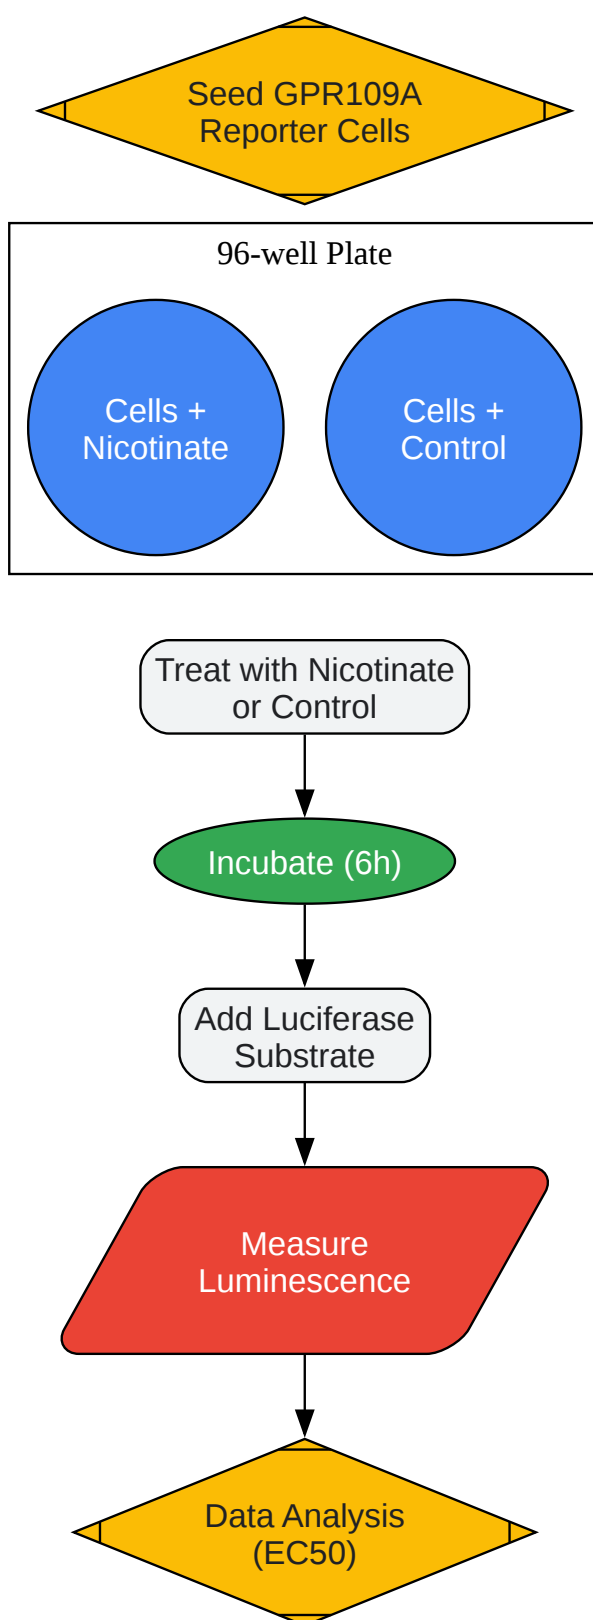 Seed GPR109A
Reporter Cells
96-well Plate
Cells +
Nicotinate
Cells +
Control
Treat with Nicotinate
or Control
Incubate (6h)
Add Luciferase
Substrate
Measure
Luminescence
Data Analysis
(EC50)